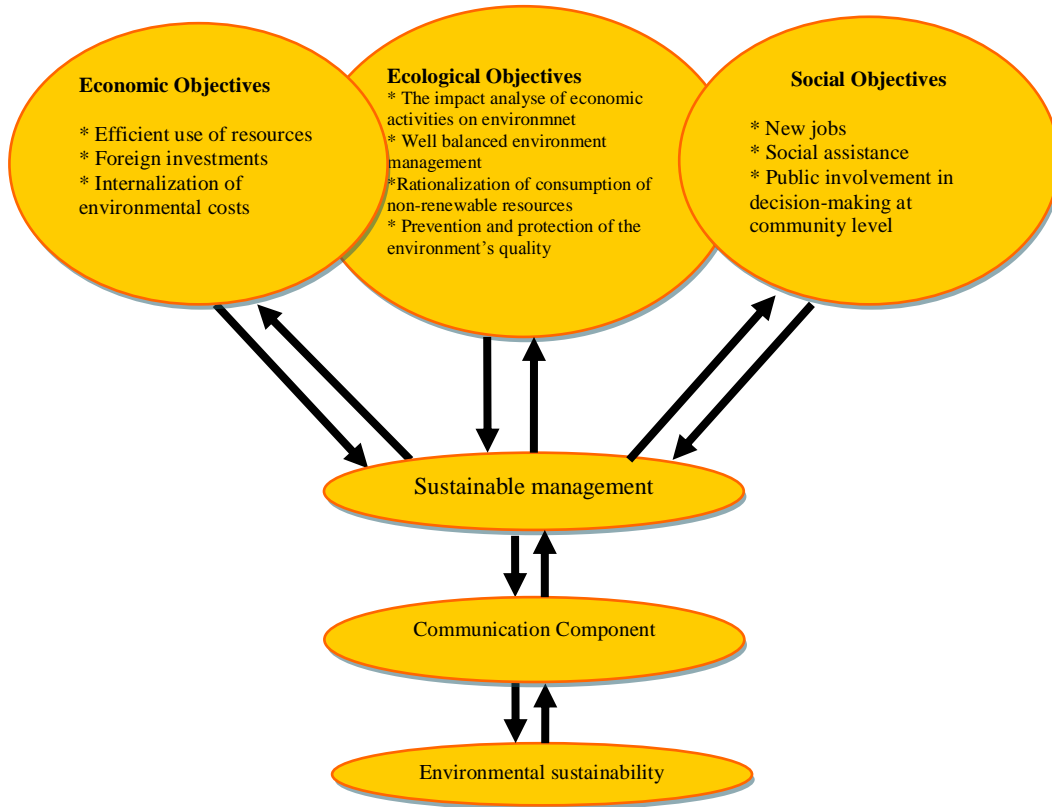 Economic Objectives
* Efficient use of resources
* Foreign investments
* Internalization of
environmental costs
Ecological Objectives
* The impact analyse of economic
activities on environmnet
* Well balanced environment
management
*Rationalization of consumption of
non-renewable resources
* Prevention and protection of the
environment’s quality
Social Objectives
* New jobs
* Social assistance
* Public involvement in
decision-making at
community level
Sustainable management
Communication Component
Environmental sustainability